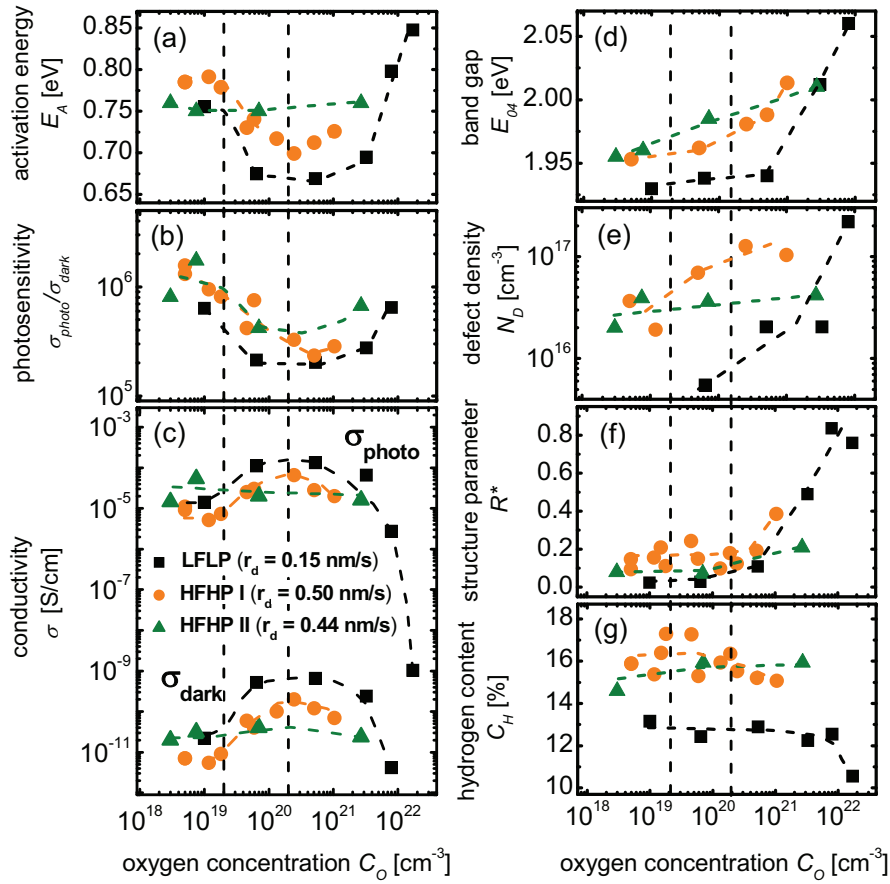 (a)
activation energy
E_A [eV]
0.85
0.80
0.75
0.70
0.65
(b)
photosensitivity
σ_photo/σ_dark
10^6
10^5
(c)
conductivity
σ [S/cm]
10^-3
10^-5
10^-7
10^-9
10^-11
σ_photo
LFLP (r_d = 0.15 nm/s)
HFHP I (r_d = 0.50 nm/s)
HFHP II (r_d = 0.44 nm/s)
σ_dark
10^18 10^19 10^20 10^21 10^22
oxygen concentration C_O [cm^-3]
(d)
band gap
E_04 [eV]
2.05
2.00
1.95
(e)
defect density
N_D [cm^-3]
10^17
10^16
(f)
structure parameter
R*
0.8
0.6
0.4
0.2
0.0
(g)
hydrogen content
C_H [%]
18
16
14
12
10
10^18 10^19 10^20 10^21 10^22
oxygen concentration C_O [cm^-3]